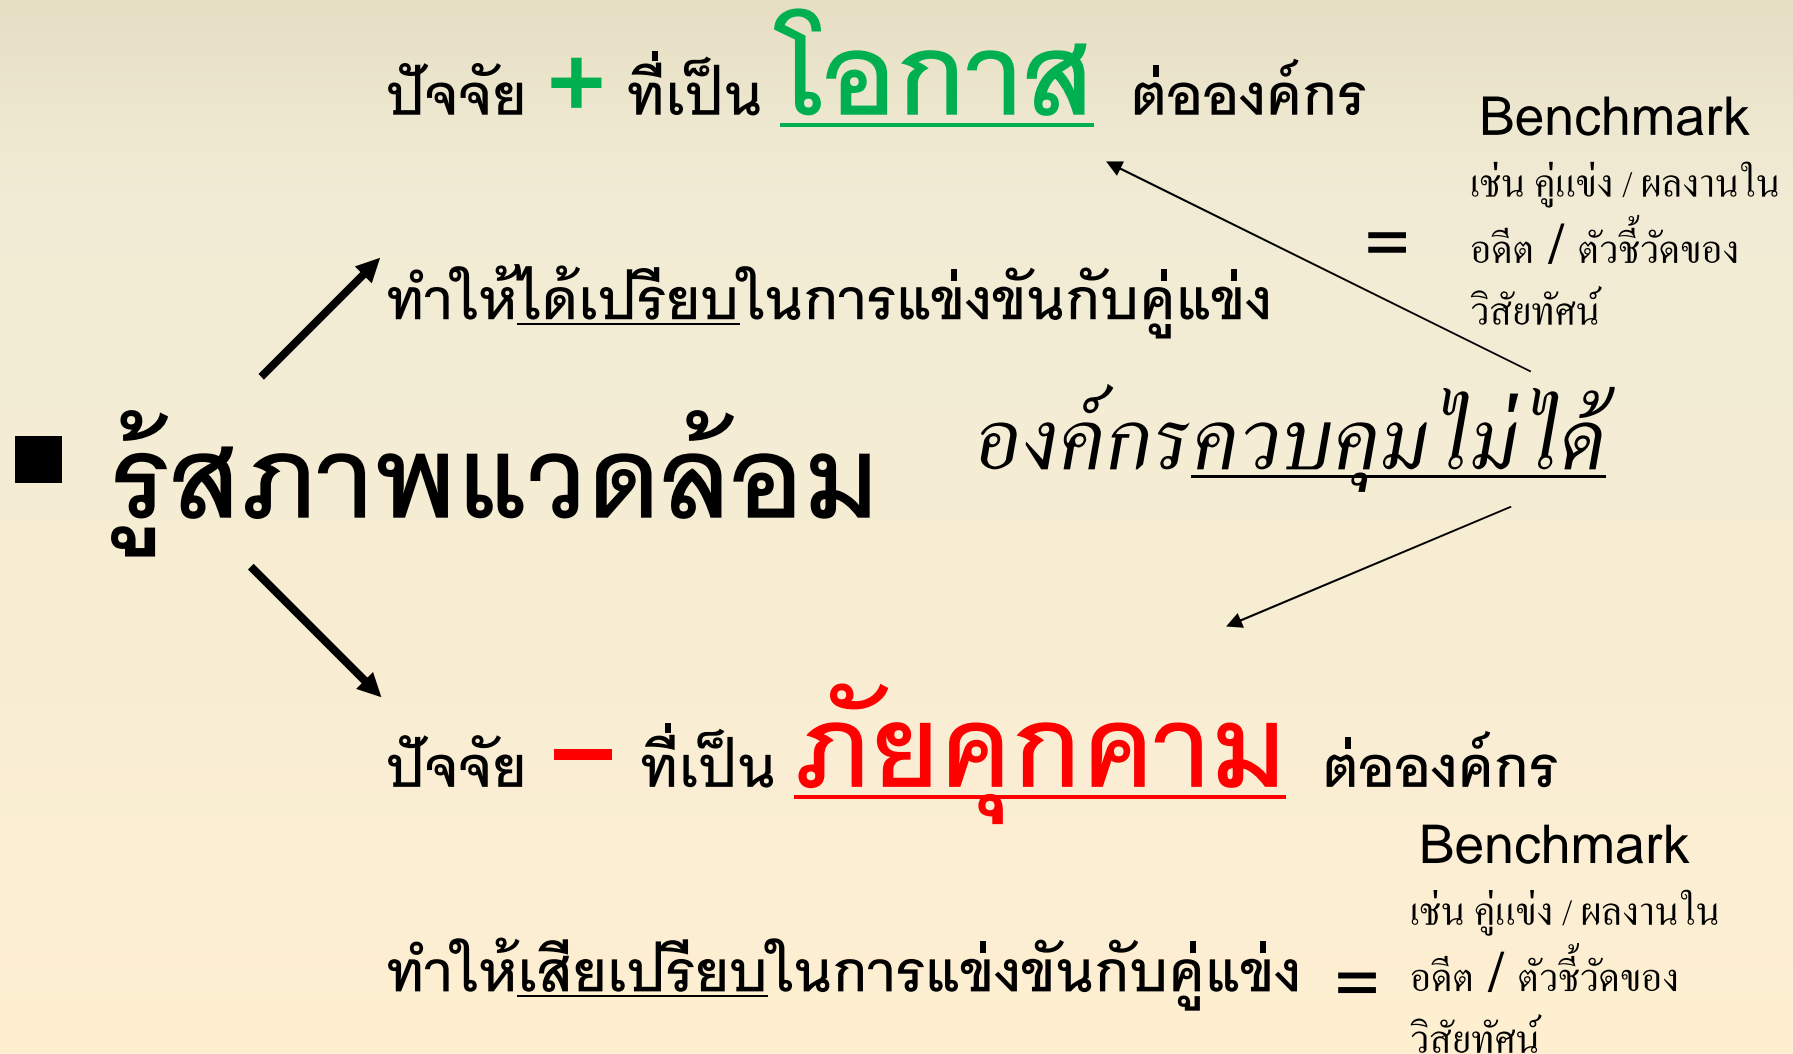 ปัจจัย + ที่เป็น โอกาส ต่อองค์กร
Benchmark
เช่น คู่แข่ง / ผลงานใน
อดีต / ตัวชี้วัดของ
วิสัยทัศน์
ทำให้ได้เปรียบในการแข่งขันกับคู่แข่ง =
องค์กรควบคุมไม่ได้
■ รู้สภาพแวดล้อม
ปัจจัย – ที่เป็น ภัยคุกคาม ต่อองค์กร
Benchmark
เช่น คู่แข่ง / ผลงานใน
อดีต / ตัวชี้วัดของ
วิสัยทัศน์
ทำให้เสียเปรียบในการแข่งขันกับคู่แข่ง =